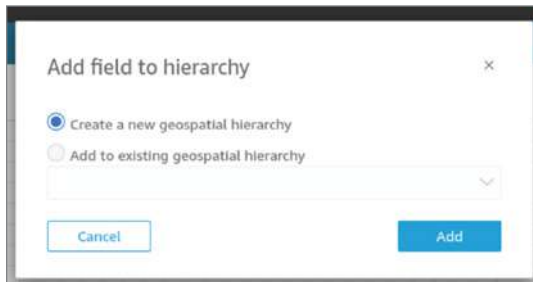 Add field to hierarchy
Create a new geospatial hierarchy
Add to existing geospatial hierarchy
Cancel
Add